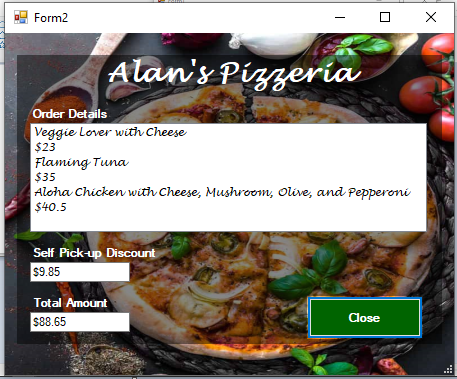 Form2
Alan's Pizzeria
Order Details
Veggie Lover with Cheese
$23
Flaming Tuna
$35
Aloha Chicken with Cheese, Mushroom, Olive, and Pepperoni
$40.5
Self Pick-up Discount
$9.85
Total Amount
$88.65
Close